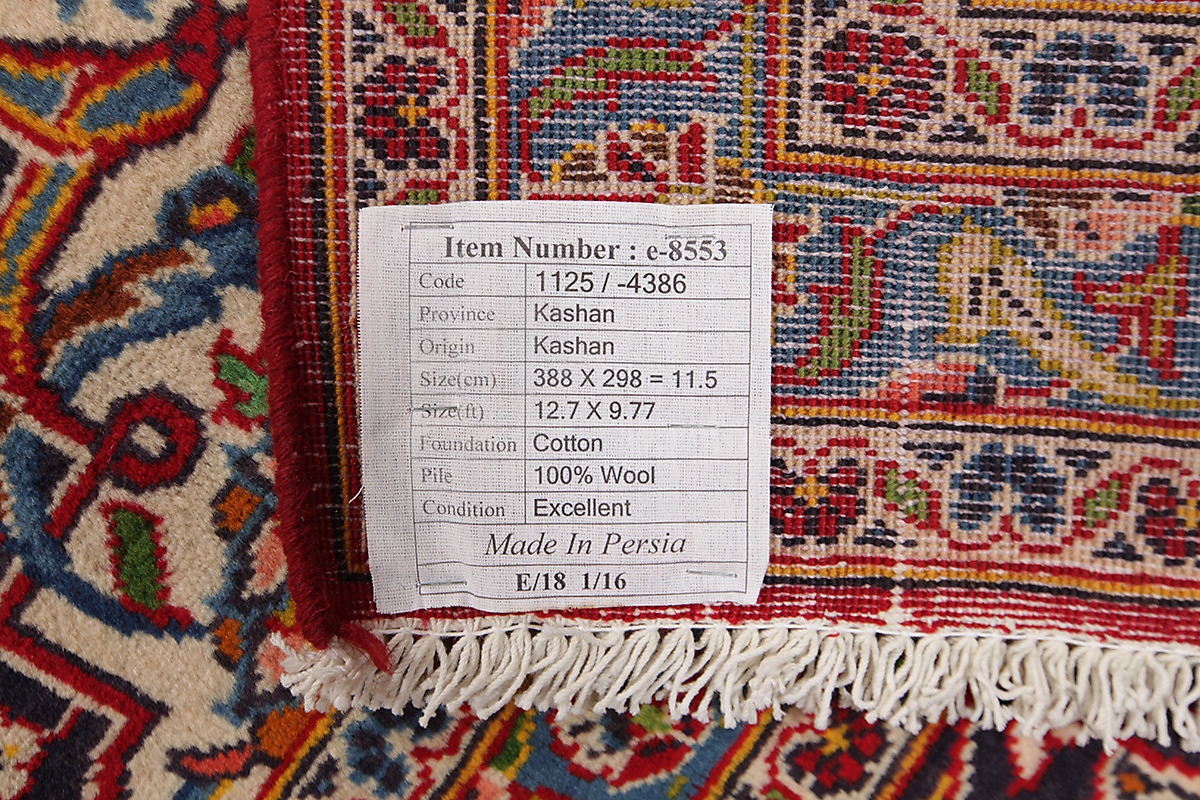 Item Number : e-8553
Code 1125 / -4386
Province Kashan
Origin Kashan
Size(cm) 388 X 298 = 11.5
Size(ft) 12.7 X 9.77
Foundation Cotton
Pile 100% Wool
Condition Excellent
Made In Persia
E/18 1/16